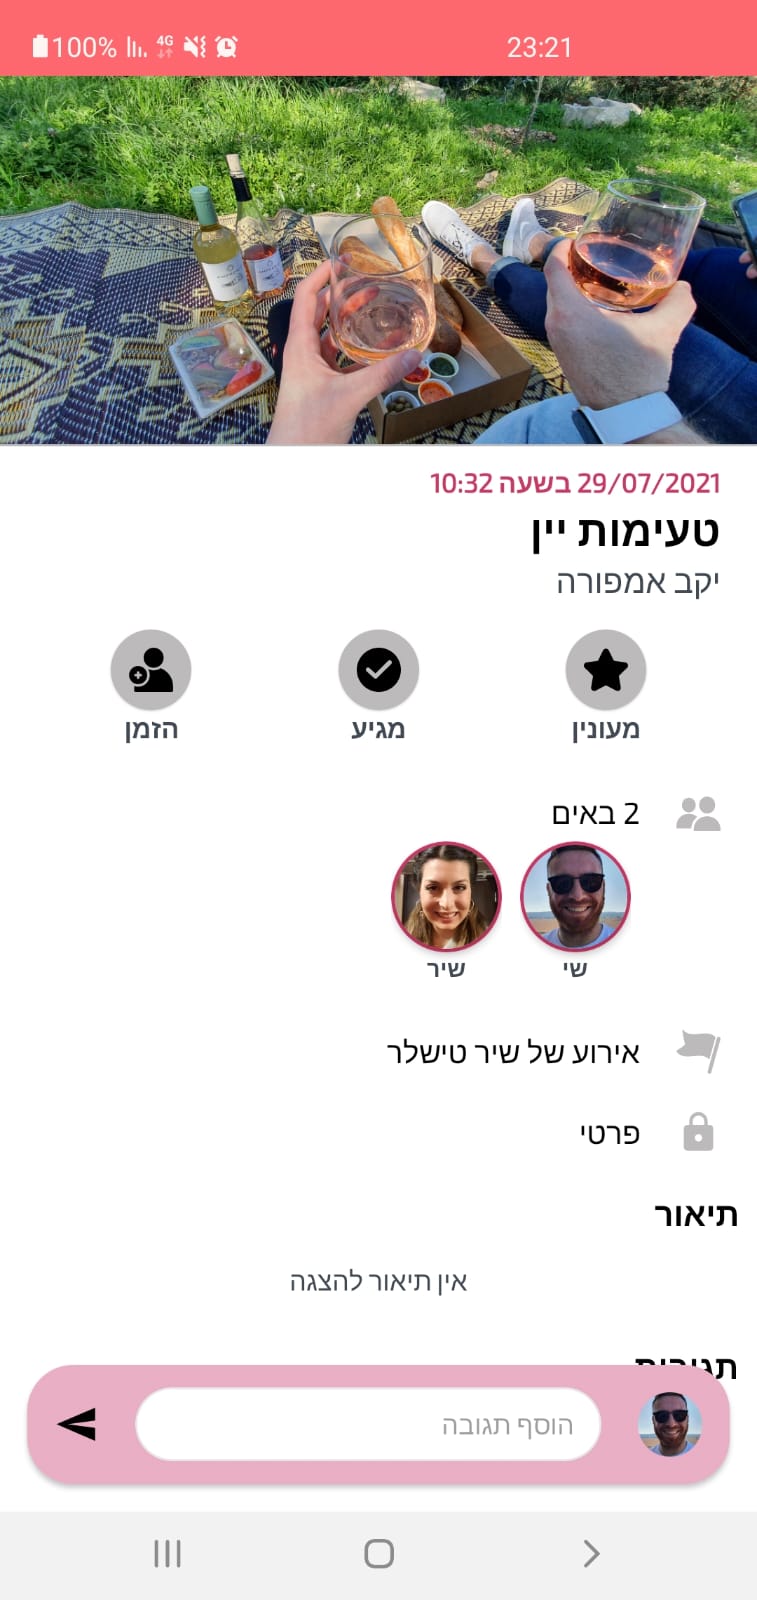 100% 4G 23:21
29/07/2021 בשעה 10:32
טעימות יין
יקב אמפורה
מעונין מגיע הזמן
2 באים
שי שיר
אירוע של שיר טישלר
פרטי
תיאור
אין תיאור להצגה
הוסף תגובה